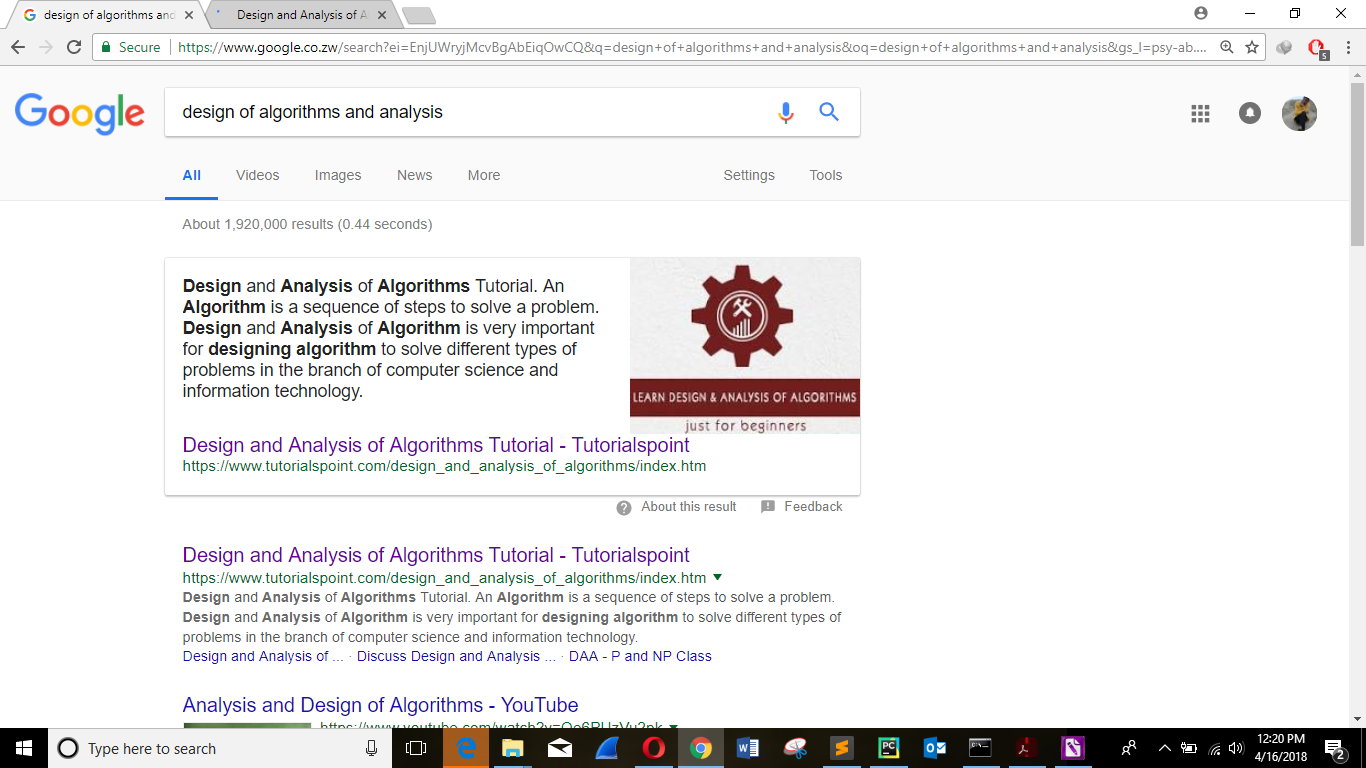 design of algorithms and
Design and Analysis of A
Secure
https://www.google.co.zw/search?ei=EnjUWryjMcvBgAbEiqOwCQ&q=design+of+algorithms+and+analysis&oq=design+of+algorithms+and+analysis&gs_l=psy-ab....
5
Google
design of algorithms and analysis
All
Videos
Images
News
More
Settings
Tools
About 1,920,000 results (0.44 seconds)
Design and Analysis of Algorithms Tutorial. An
Algorithm is a sequence of steps to solve a problem.
Design and Analysis of Algorithm is very important
for designing algorithm to solve different types of
problems in the branch of computer science and
information technology.
LEARN DESIGN & ANALYSIS OF ALGORITHMS
just for beginners
Design and Analysis of Algorithms Tutorial - Tutorialspoint
https://www.tutorialspoint.com/design_and_analysis_of_algorithms/index.htm
About this result
Feedback
Design and Analysis of Algorithms Tutorial - Tutorialspoint
https://www.tutorialspoint.com/design_and_analysis_of_algorithms/index.htm
Design and Analysis of Algorithms Tutorial. An Algorithm is a sequence of steps to solve a problem.
Design and Analysis of Algorithm is very important for designing algorithm to solve different types of
problems in the branch of computer science and information technology.
Design and Analysis of ... · Discuss Design and Analysis ... · DAA - P and NP Class
Analysis and Design of Algorithms - YouTube
Type here to search
12:20 PM
4/16/2018
2